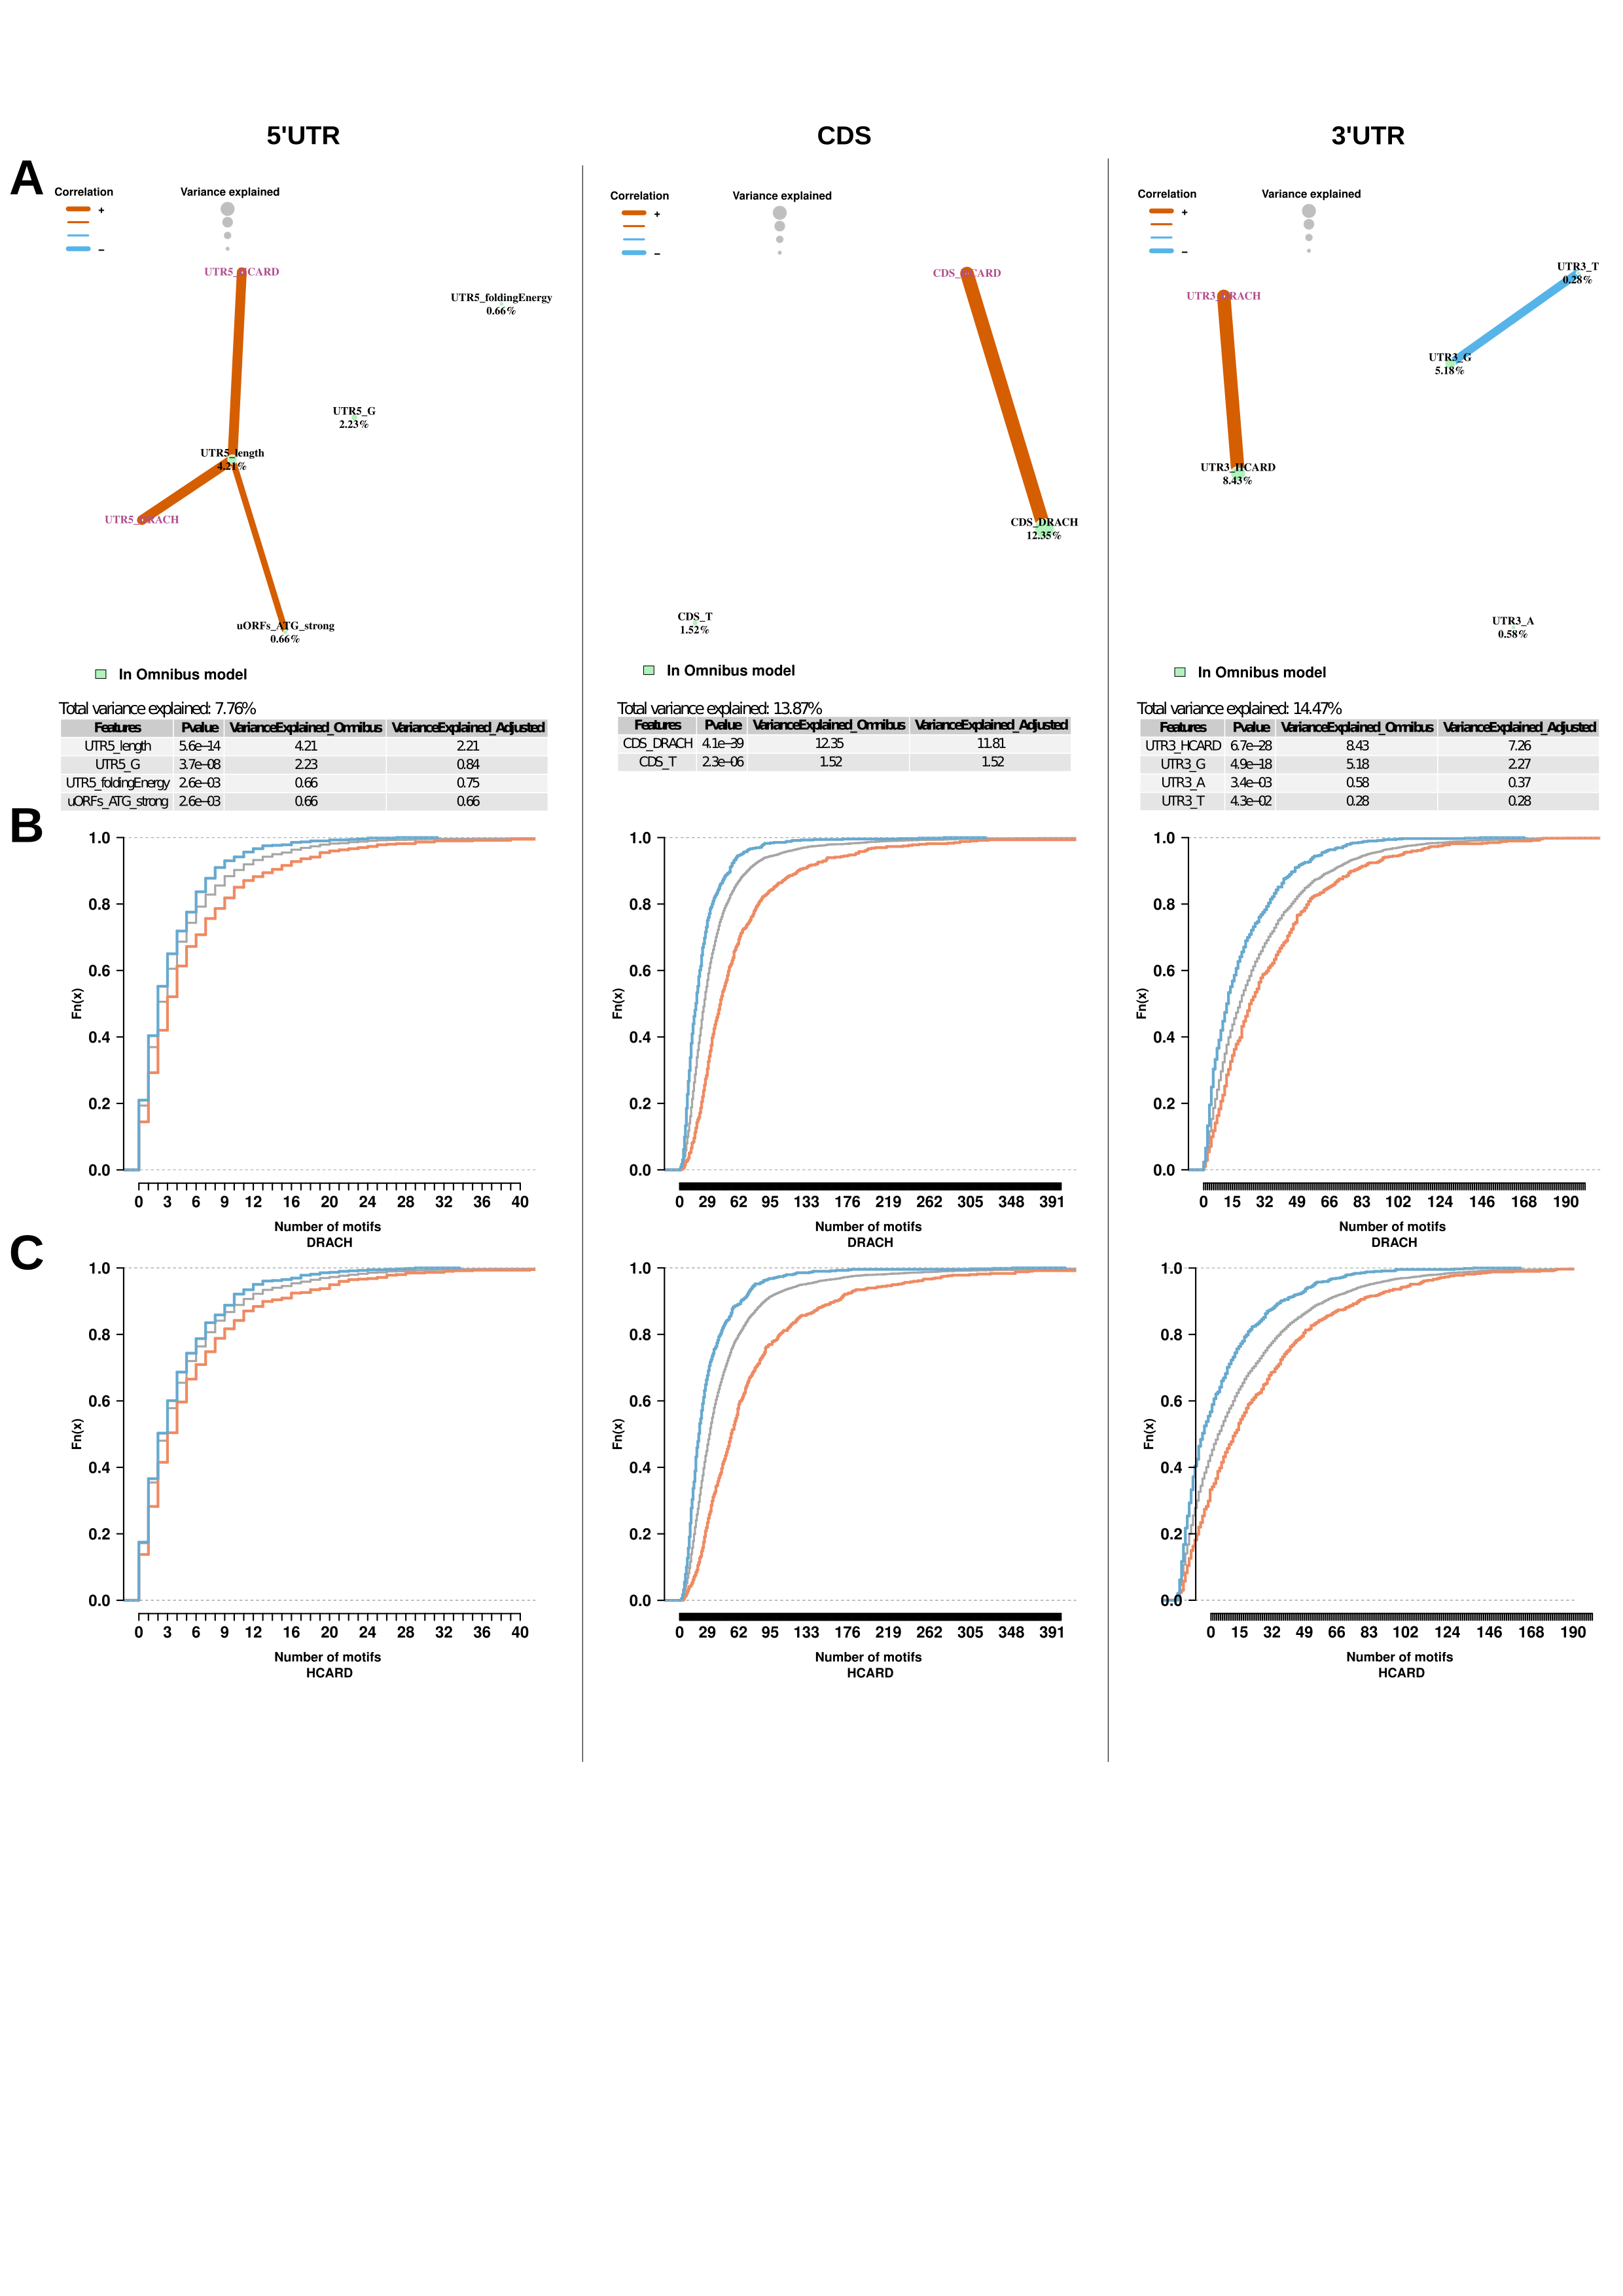 5'UTR
CDS
3'UTR
A
Correlation
Variance explained
+
−
UTR5_HCARD
UTR5_foldingEnergy
0.66%
UTR5_G
2.23%
UTR5_length
4.21%
UTR5_DRACH
uORFs_ATG_strong
0.66%
In Omnibus model
Total variance explained: 7.76%
Features Pvalue VarianceExplained_Omnibus VarianceExplained_Adjusted
UTR5_length 5.6e−14 4.21 2.21
UTR5_G 3.7e−08 2.23 0.84
UTR5_foldingEnergy 2.6e−03 0.66 0.75
uORFs_ATG_strong 2.6e−03 0.66 0.66
Correlation
Variance explained
+
−
CDS_HCARD
CDS_DRACH
12.35%
CDS_T
1.52%
In Omnibus model
Total variance explained: 13.87%
Features Pvalue VarianceExplained_Omnibus VarianceExplained_Adjusted
CDS_DRACH 4.1e−39 12.35 11.81
CDS_T 2.3e−06 1.52 1.52
Correlation
Variance explained
+
−
UTR3_T
0.28%
UTR3_DRACH
UTR3_G
5.18%
UTR3_HCARD
8.43%
UTR3_A
0.58%
In Omnibus model
Total variance explained: 14.47%
Features Pvalue VarianceExplained_Omnibus VarianceExplained_Adjusted
UTR3_HCARD 6.7e−28 8.43 7.26
UTR3_G 4.9e−18 5.18 2.27
UTR3_A 3.4e−03 0.58 0.37
UTR3_T 4.3e−02 0.28 0.28
B
1.0
0.8
0.6
0.4
0.2
0.0
Fn(x)
0 3 6 9 12 16 20 24 28 32 36 40
Number of motifs
DRACH
1.0
0.8
0.6
0.4
0.2
0.0
Fn(x)
0 29 62 95 133 176 219 262 305 348 391
Number of motifs
DRACH
1.0
0.8
0.6
0.4
0.2
0.0
Fn(x)
0 15 32 49 66 83 102 124 146 168 190
Number of motifs
DRACH
C
1.0
0.8
0.6
0.4
0.2
0.0
Fn(x)
0 3 6 9 12 16 20 24 28 32 36 40
Number of motifs
HCARD
1.0
0.8
0.6
0.4
0.2
0.0
Fn(x)
0 29 62 95 133 176 219 262 305 348 391
Number of motifs
HCARD
1.0
0.8
0.6
0.4
0.2
0.0
Fn(x)
0 15 32 49 66 83 102 124 146 168 190
Number of motifs
HCARD